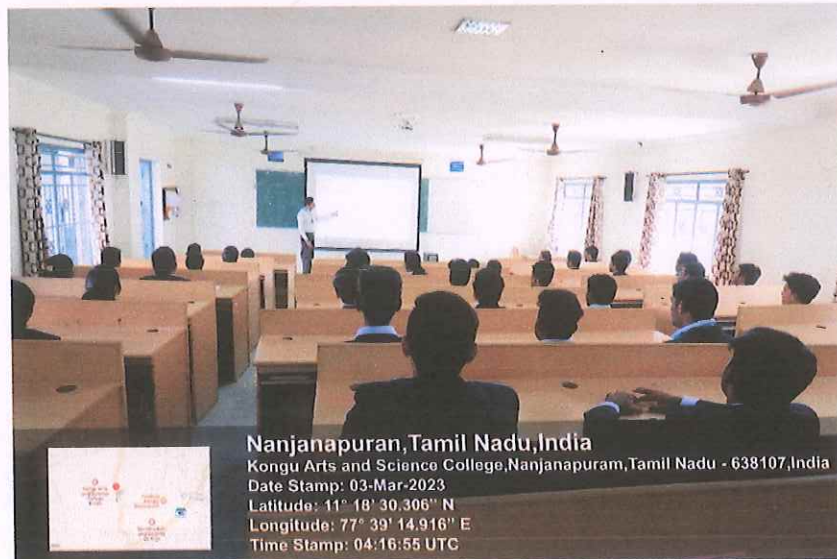 Nanjanapuran,Tamil Nadu,India
Kongu Arts and Science College,Nanjanapuram,Tamil Nadu - 638107,India
Date Stamp: 03-Mar-2023
Latitude: 11° 18' 30.306'' N
Longitude: 77° 39' 14.916'' E
Time Stamp: 04:16:55 UTC